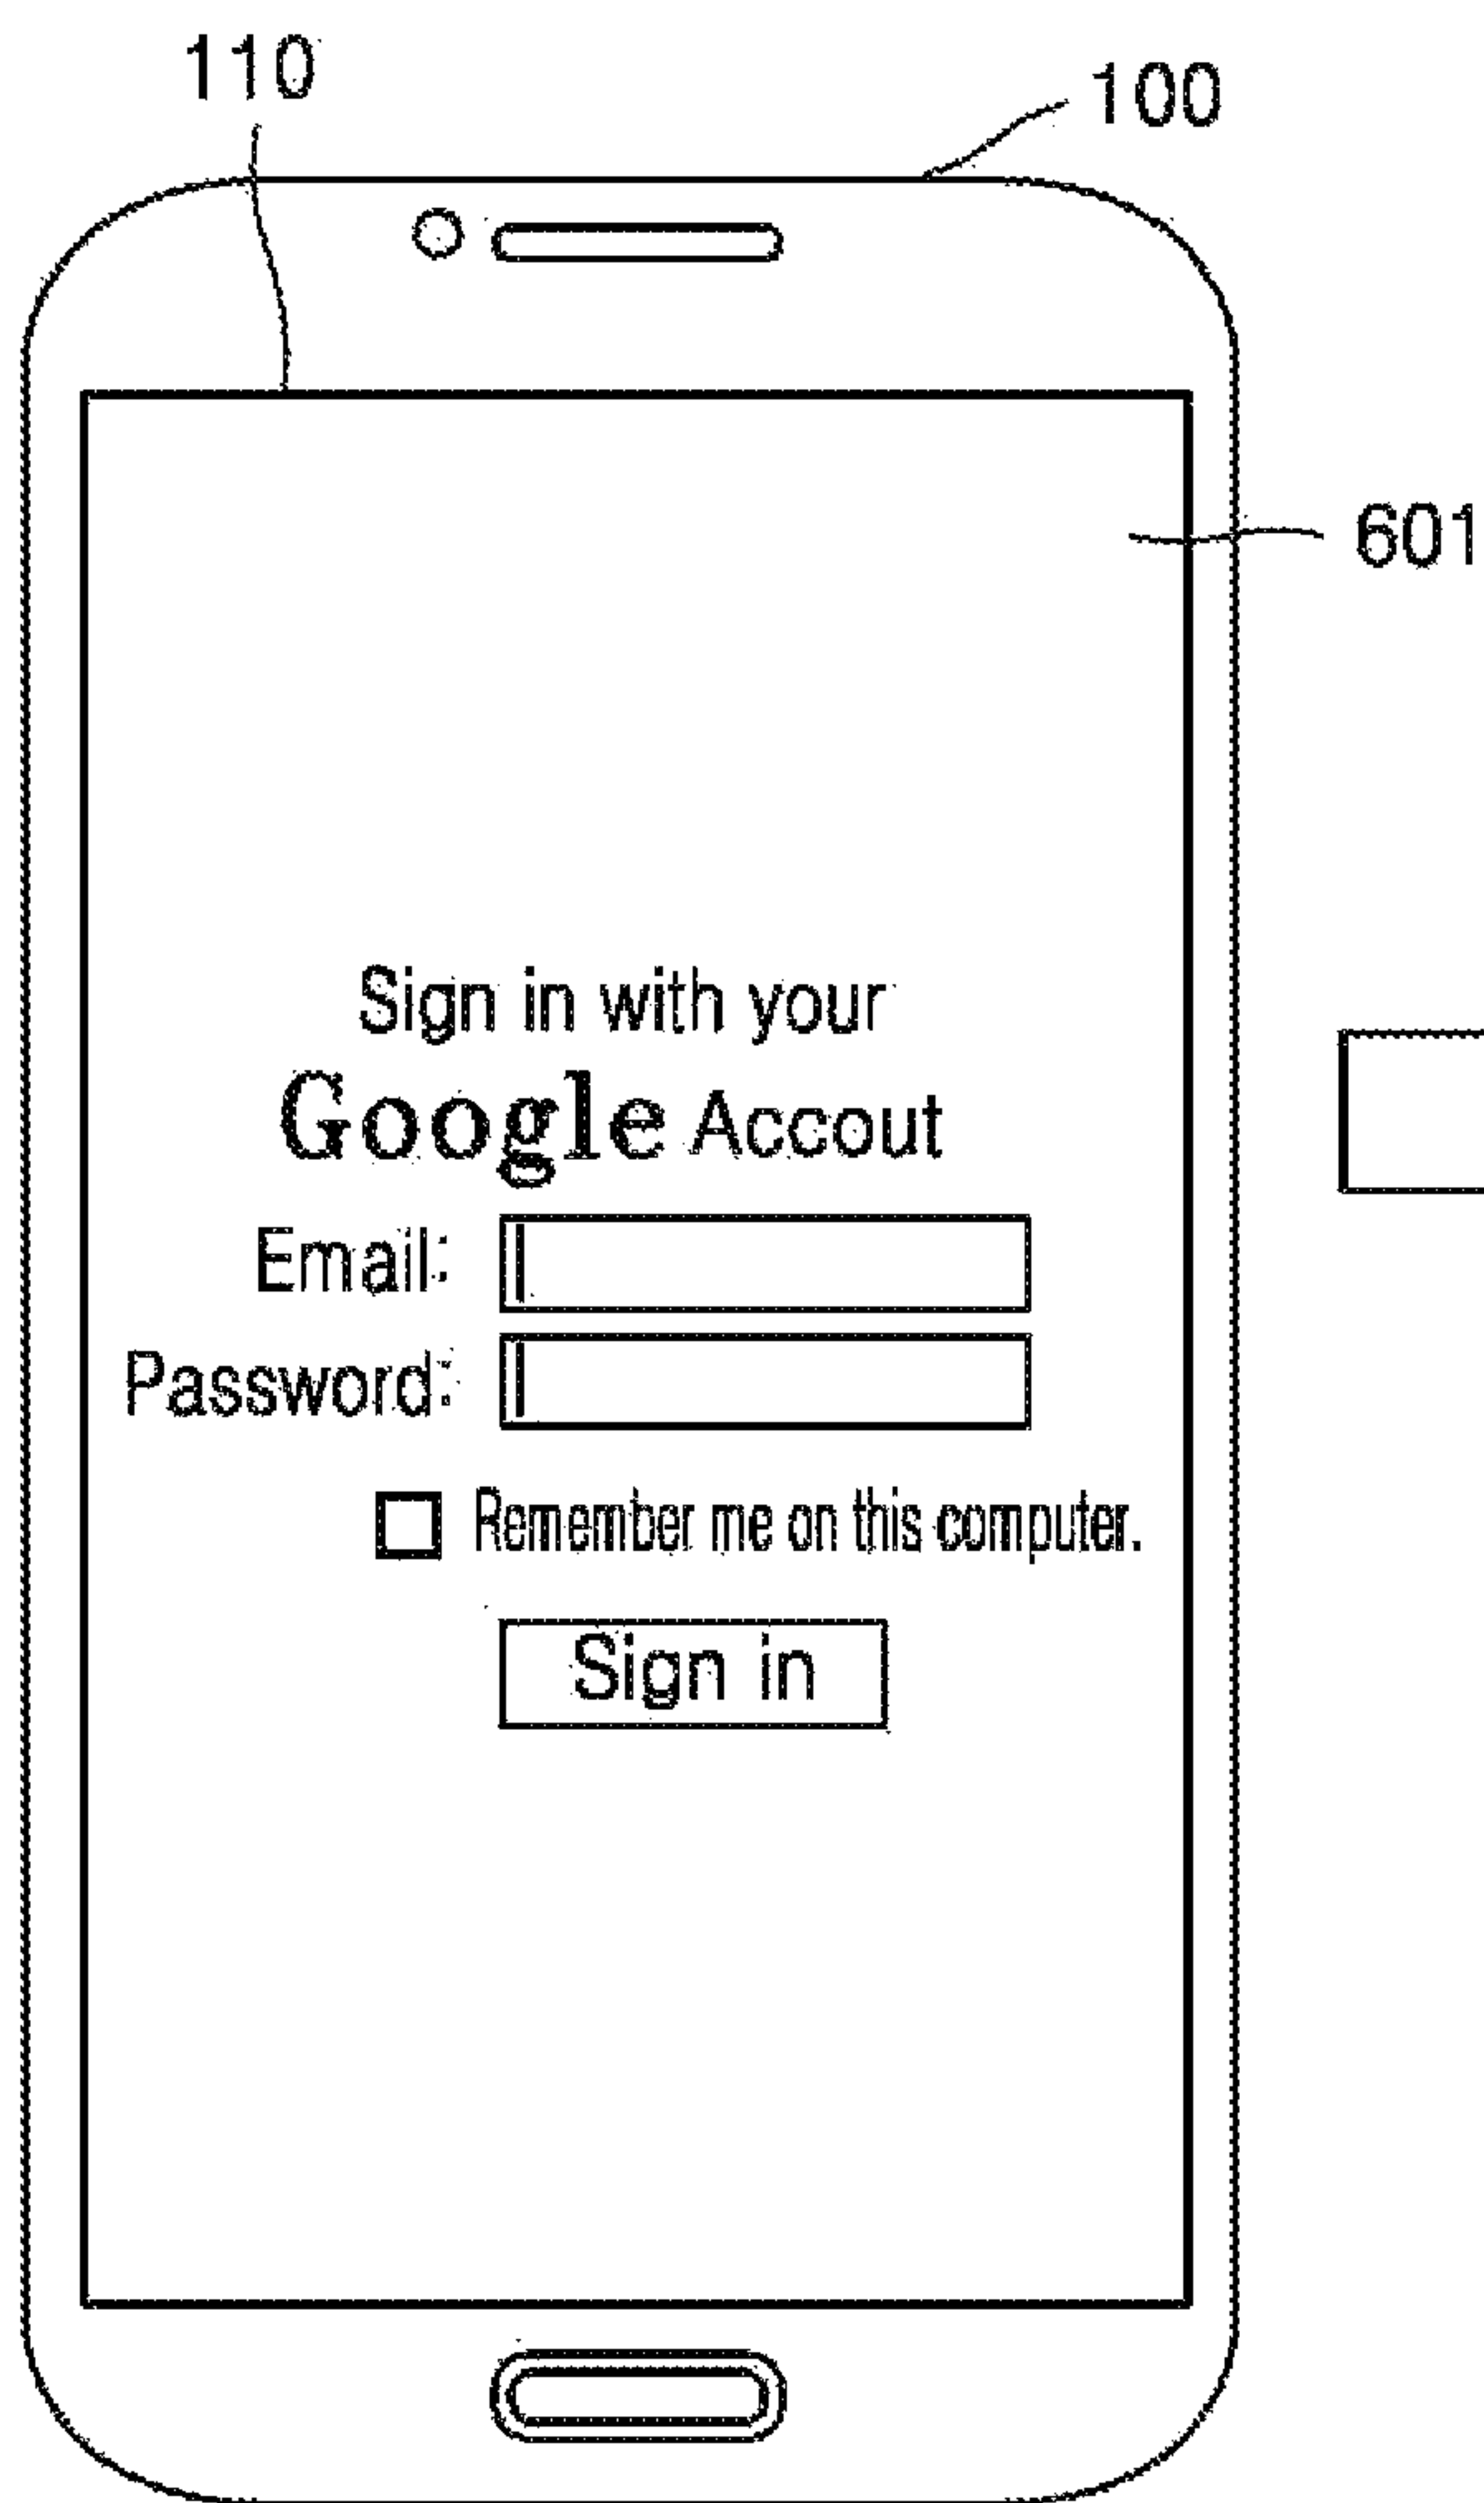 110
100
601
Sign in with your
Google Accout
Email:
Password:
Remember me on this computer.
Sign in